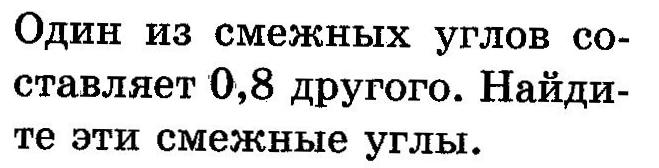 Один из смежных углов со-
ставляет 0,8 другого. Найди-
те эти смежные углы.